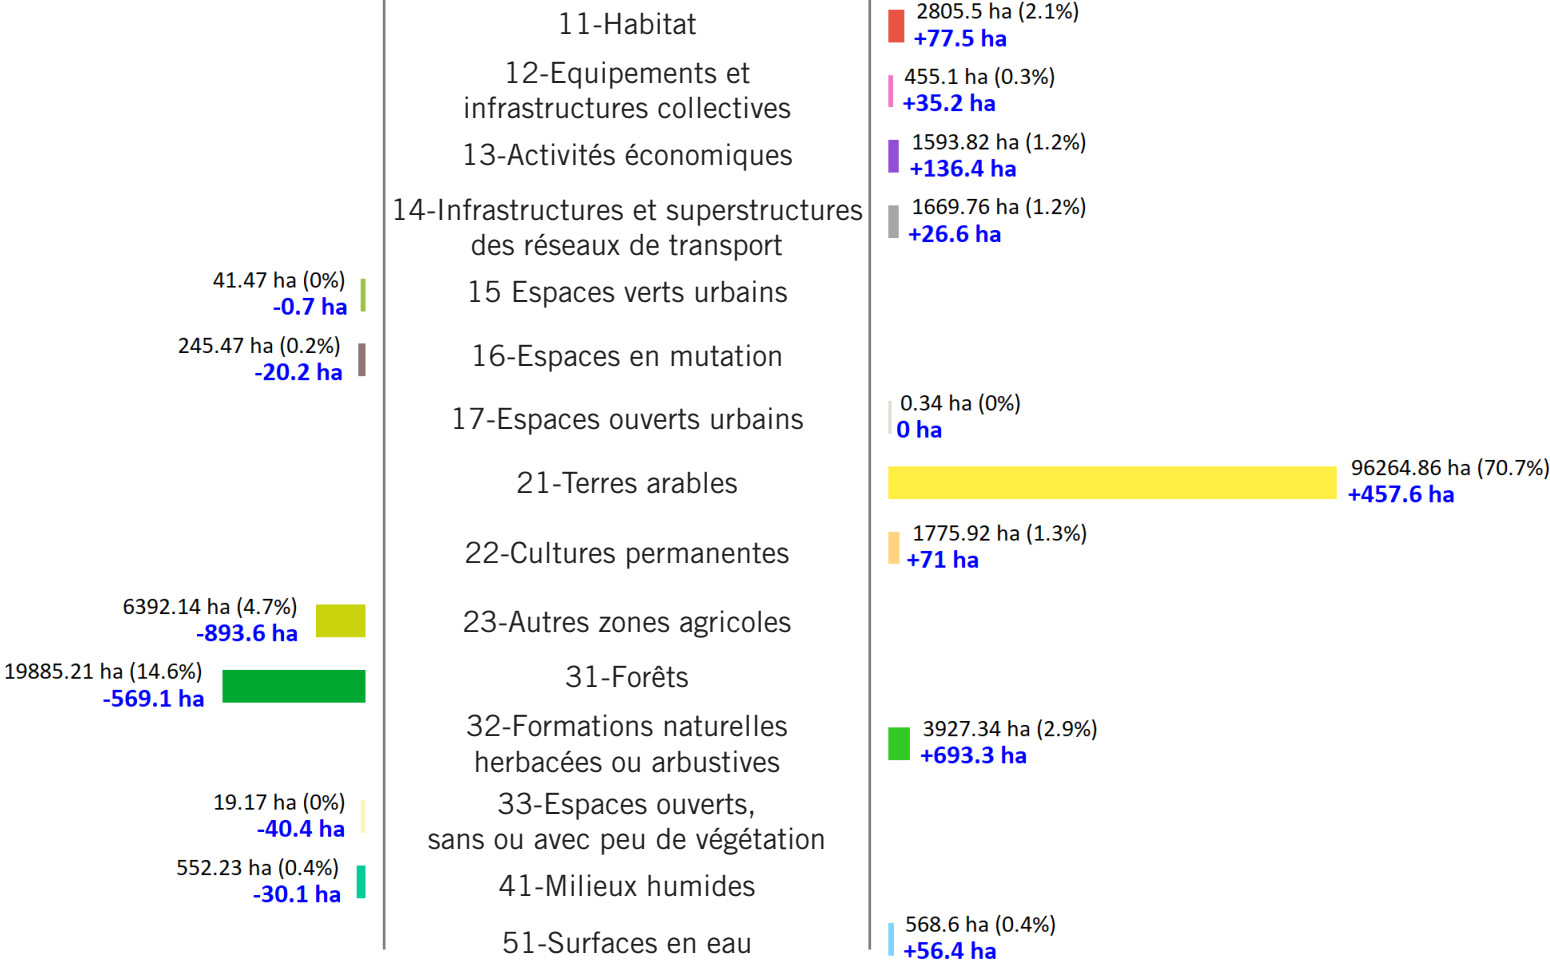 11-Habitat
2805.5 ha (2.1%)
+77.5 ha
12-Equipements et
infrastructures collectives
455.1 ha (0.3%)
+35.2 ha
13-Activités économiques
1593.82 ha (1.2%)
+136.4 ha
14-Infrastructures et superstructures
des réseaux de transport
1669.76 ha (1.2%)
+26.6 ha
41.47 ha (0%)
-0.7 ha
15 Espaces verts urbains
245.47 ha (0.2%)
-20.2 ha
16-Espaces en mutation
17-Espaces ouverts urbains
0.34 ha (0%)
0 ha
21-Terres arables
96264.86 ha (70.7%)
+457.6 ha
22-Cultures permanentes
1775.92 ha (1.3%)
+71 ha
6392.14 ha (4.7%)
-893.6 ha
23-Autres zones agricoles
19885.21 ha (14.6%)
-569.1 ha
31-Forêts
32-Formations naturelles
herbacées ou arbustives
3927.34 ha (2.9%)
+693.3 ha
19.17 ha (0%)
-40.4 ha
33-Espaces ouverts,
sans ou avec peu de végétation
552.23 ha (0.4%)
-30.1 ha
41-Milieux humides
51-Surfaces en eau
568.6 ha (0.4%)
+56.4 ha